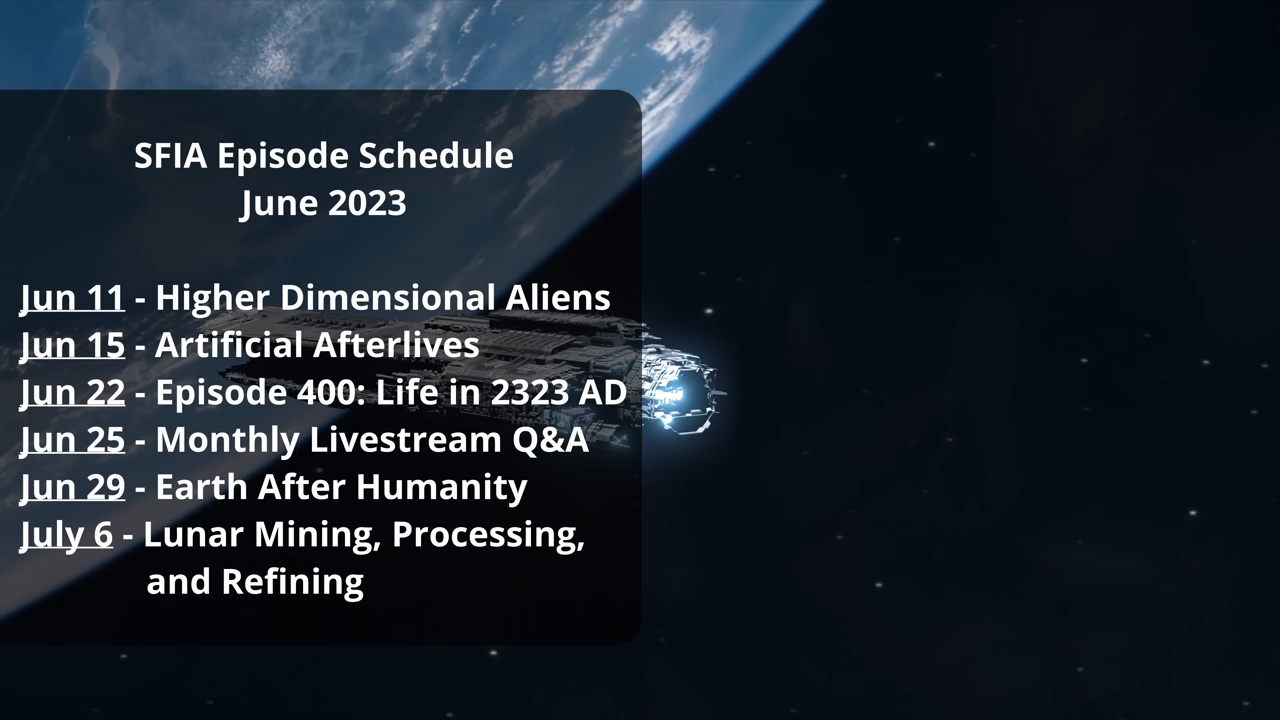 SFIA Episode Schedule
June 2023
Jun 11 - Higher Dimensional Aliens
Jun 15 - Artificial Afterlives
Jun 22 - Episode 400: Life in 2323 AD
Jun 25 - Monthly Livestream Q&A
Jun 29 - Earth After Humanity
July 6 - Lunar Mining, Processing,
and Refining